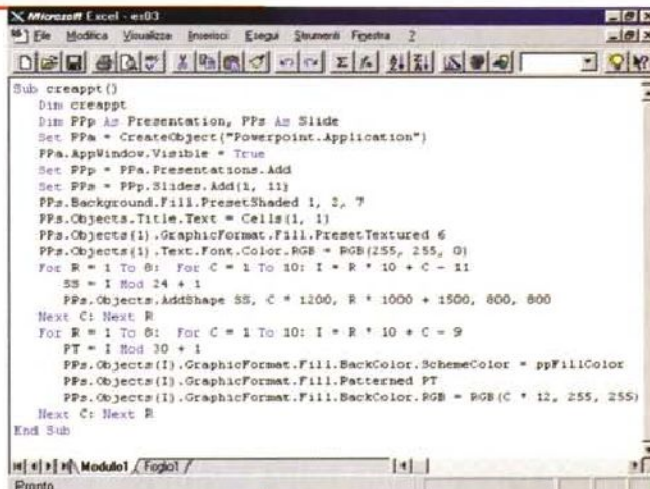 Microsoft Excel - es03
File Modifica Visualizza Inserisci Esegui Strumenti Finestra ?
Sub creappt()
Dim creappt
Dim PPp As Presentation, PPs As Slide
Set PPa = CreateObject("Powerpoint.Application")
PPa.AppWindow.Visible = True
Set PPp = PPa.Presentations.Add
Set PPs = PPp.Slides.Add(1, 11)
PPs.Background.Fill.PresetShaded 1, 2, 7
PPs.Objects.Title.Text = Cells(1, 1)
PPs.Objects(1).GraphicFormat.Fill.PresetTextured 6
PPs.Objects(1).Text.Font.Color.RGB = RGB(255, 255, 0)
For R = 1 To 8: For C = 1 To 10: I = R * 10 + C - 11
SS = I Mod 24 + 1
PPs.Objects.AddShape SS, C * 1200, R * 1000 + 1500, 800, 800
Next C: Next R
For R = 1 To 8: For C = 1 To 10: I = R * 10 + C - 9
PT = I Mod 30 + 1
PPs.Objects(I).GraphicFormat.Fill.BackColor.SchemeColor = ppFillColor
PPs.Objects(I).GraphicFormat.Fill.Patterned PT
PPs.Objects(I).GraphicFormat.Fill.BackColor.RGB = RGB(C * 12, 255, 255)
Next C: Next R
End Sub
Modulo1 Foglio1
Pronto